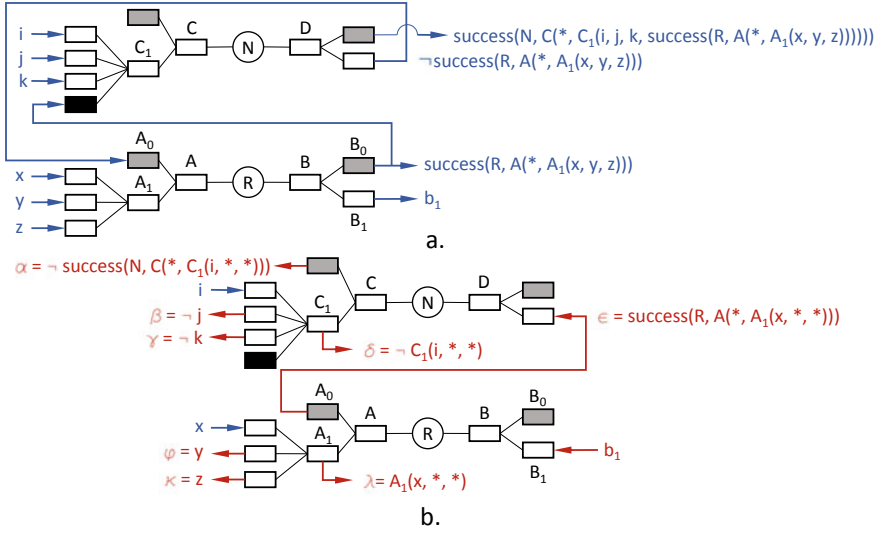 i
j
k
C₁
C
N
D
success(N, C(*, C₁(i, j, k, success(R, A(*, A₁(x, y, z))))))
¬success(R, A(*, A₁(x, y, z)))
x
y
z
A₀
A₁
A
R
B
B₀
B₁
success(R, A(*, A₁(x, y, z)))
b₁
a.
α = ¬ success(N, C(*, C₁(i, *, *)))
i
β = ¬ j
γ = ¬ k
C₁
C
N
D
δ = ¬ C₁(i, *, *)
ϵ = success(R, A(*, A₁(x, *, *)))
x
φ = y
κ = z
A₀
A₁
A
R
B
B₀
B₁
b₁
λ= A₁(x, *, *)
b.